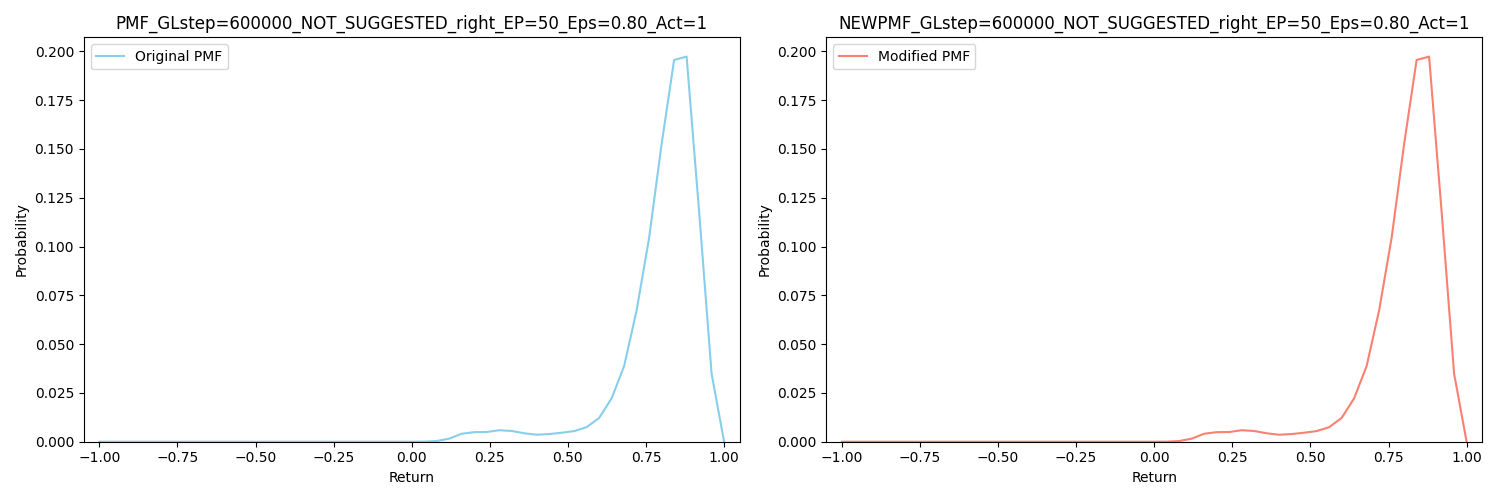 PMF_GLstep=600000_NOT_SUGGESTED_right_EP=50_Eps=0.80_Act=1
Original PMF
0.200
0.175
0.150
0.125
0.100
0.075
0.050
0.025
0.000
Probability
−1.00 −0.75 −0.50 −0.25 0.00 0.25 0.50 0.75 1.00
Return
NEWPMF_GLstep=600000_NOT_SUGGESTED_right_EP=50_Eps=0.80_Act=1
Modified PMF
0.200
0.175
0.150
0.125
0.100
0.075
0.050
0.025
0.000
Probability
−1.00 −0.75 −0.50 −0.25 0.00 0.25 0.50 0.75 1.00
Return